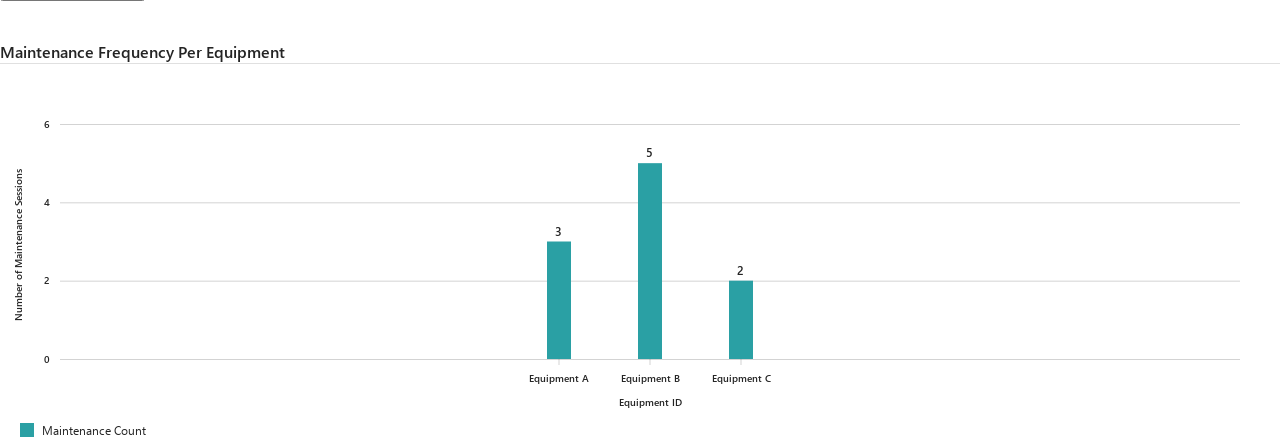 Maintenance Frequency Per Equipment
6
4
2
0
Number of Maintenance Sessions
3
5
2
Equipment A
Equipment B
Equipment C
Equipment ID
Maintenance Count